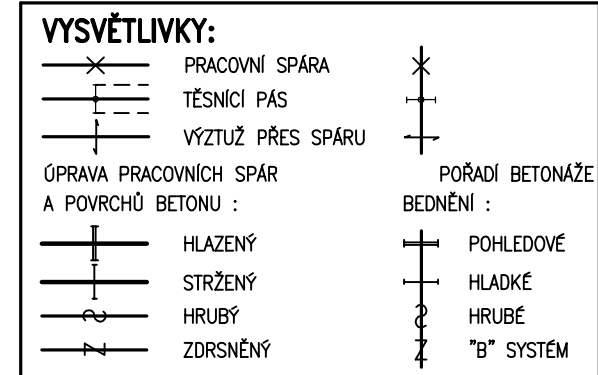 VYSVĚTLIVKY:
PRACOVNÍ SPÁRA
TĚSNÍCÍ PÁS
VÝZTUŽ PŘES SPÁRU
ÚPRAVA PRACOVNÍCH SPÁR
A POVRCHŮ BETONU :
HLAZENÝ
STRŽENÝ
HRUBÝ
ZDRSNĚNÝ
POŘADÍ BETONÁŽE
BEDNĚNÍ :
POHLEDOVÉ
HLADKÉ
HRUBÉ
"B" SYSTÉM